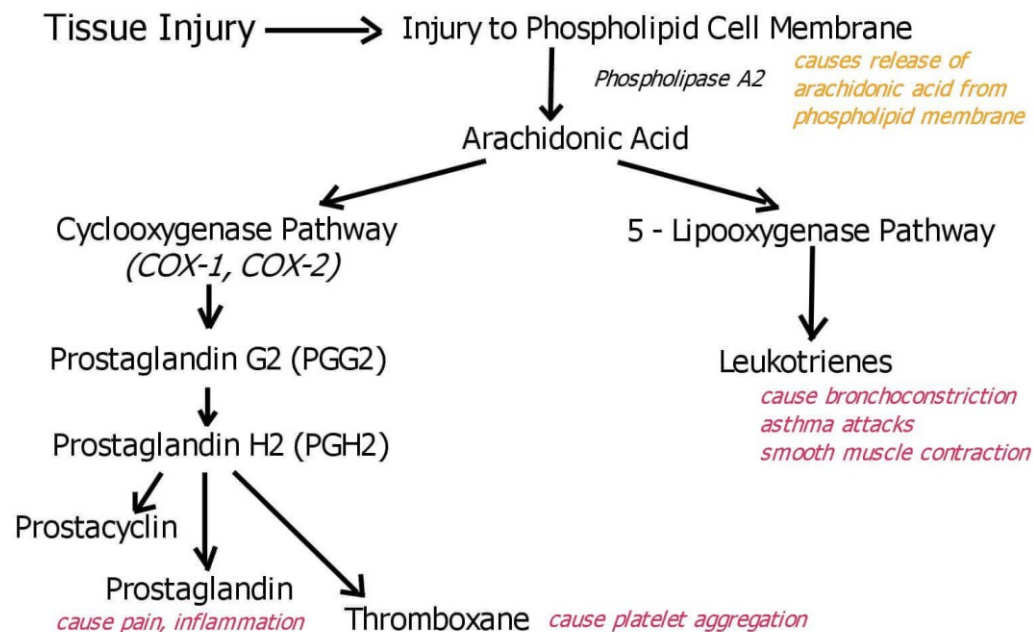 Tissue Injury
Injury to Phospholipid Cell Membrane
Phospholipase A2
causes release of
arachidonic acid from
phospholipid membrane
Arachidonic Acid
Cyclooxygenase Pathway
(COX-1, COX-2)
5 - Lipooxygenase Pathway
Prostaglandin G2 (PGG2)
Leukotrienes
cause bronchoconstriction
asthma attacks
smooth muscle contraction
Prostaglandin H2 (PGH2)
Prostacyclin
Prostaglandin
cause pain, inflammation
Thromboxane
cause platelet aggregation